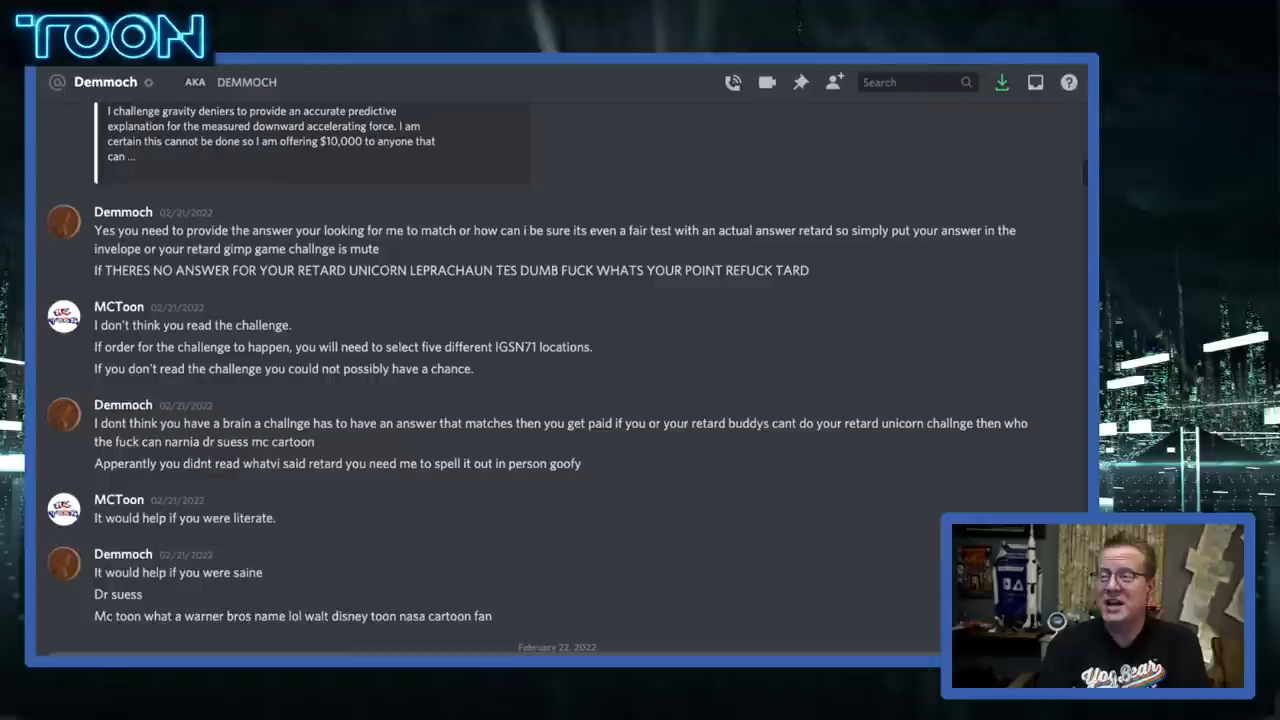 TOON
Demmoch AKA DEMMOCH
Search
I challenge gravity deniers to provide an accurate predictive
explanation for the measured downward accelerating force. I am
certain this cannot be done so I am offering $10,000 to anyone that
can ...
Demmoch 02/21/2022
Yes you need to provide the answer your looking for me to match or how can i be sure its even a fair test with an actual answer retard so simply put your answer in the
invelope or your retard gimp game challnge is mute
If THERES NO ANSWER FOR YOUR RETARD UNICORN LEPRACHAUN TES DUMB FUCK WHATS YOUR POINT REFUCK TARD
MCToon 02/21/2022
I don't think you read the challenge.
If order for the challenge to happen, you will need to select five different IGSN71 locations.
If you don't read the challenge you could not possibly have a chance.
Demmoch 02/21/2022
I dont think you have a brain a challnge has to have an answer that matches then you get paid if you or your retard buddys cant do your retard unicorn challnge then who
the fuck can narnia dr suess mc cartoon
Apperantly you didnt read whatvi said retard you need me to spell it out in person goofy
MCToon 02/21/2022
It would help if you were literate.
Demmoch 02/21/2022
It would help if you were saine
Dr suess
Mc toon what a warner bros name lol walt disney toon nasa cartoon fan
February 22, 2022